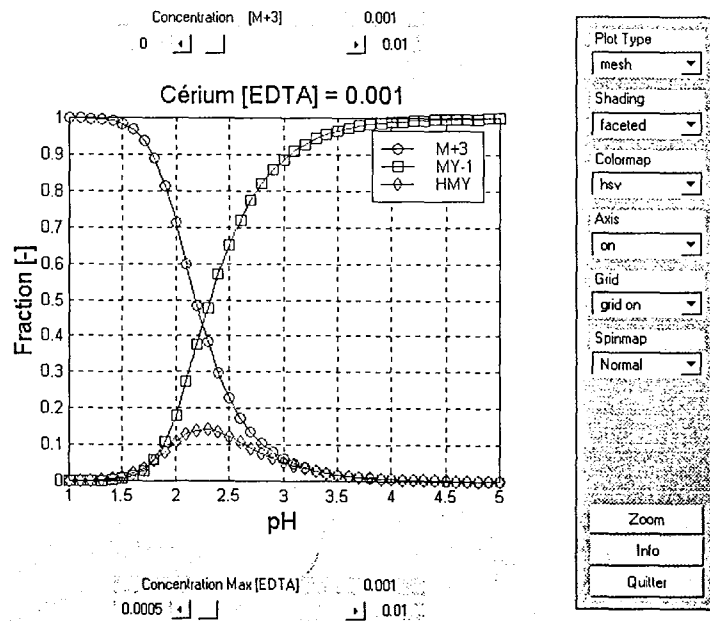 Concentration [M+3] 0.001
0 0.01
Cérium [EDTA] = 0.001
Fraction [-]
1
0.9
0.8
0.7
0.6
0.5
0.4
0.3
0.2
0.1
0
M+3
MY-1
HMY
1 1.5 2 2.5 3 3.5 4 4.5 5
pH
Concentration Max [EDTA] 0.001
0.0005 0.01
Plot Type
mesh
Shading
faceted
Colormap
hsv
Axis
on
Grid
grid on
Spinmap
Normal
Zoom
Info
Quitter